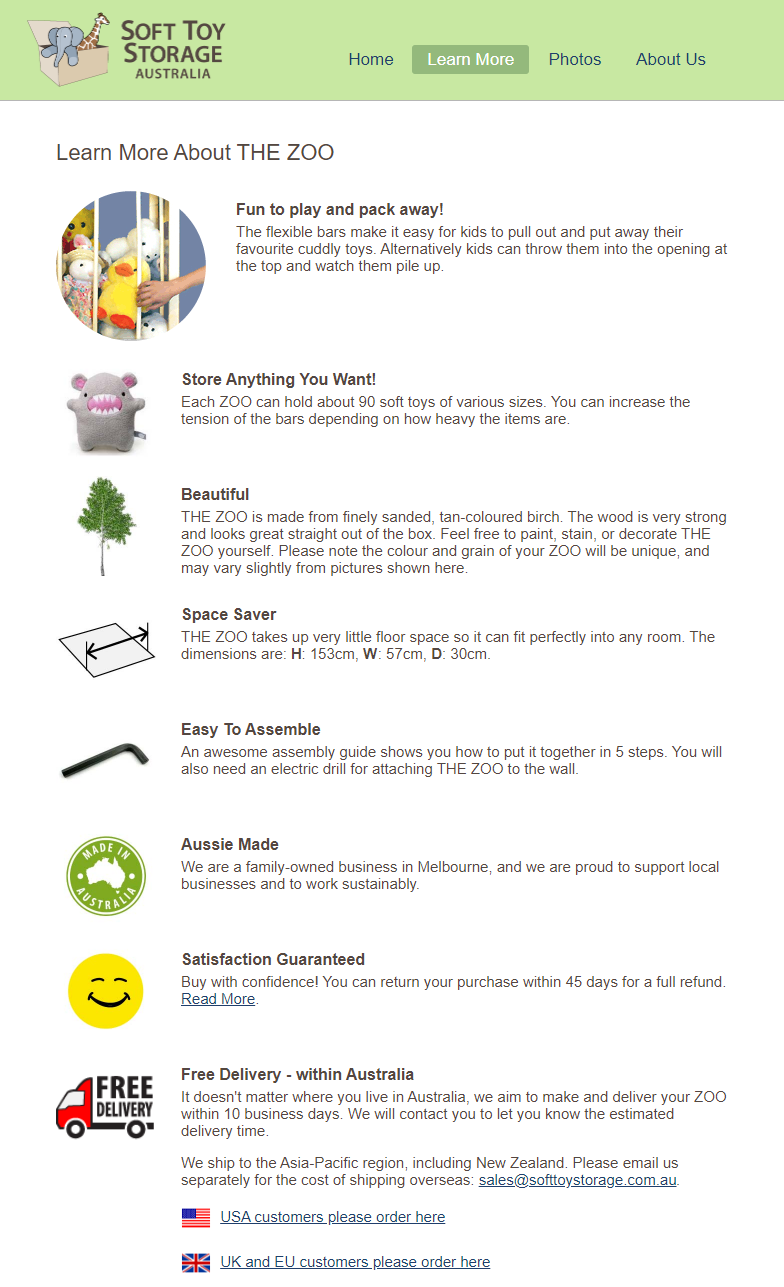 SOFT TOY
STORAGE
AUSTRALIA
Home
Learn More
Photos
About Us
Learn More About THE ZOO
Fun to play and pack away!
The flexible bars make it easy for kids to pull out and put away their
favourite cuddly toys. Alternatively kids can throw them into the opening at
the top and watch them pile up.
Store Anything You Want!
Each ZOO can hold about 90 soft toys of various sizes. You can increase the
tension of the bars depending on how heavy the items are.
Beautiful
THE ZOO is made from finely sanded, tan-coloured birch. The wood is very strong
and looks great straight out of the box. Feel free to paint, stain, or decorate THE
ZOO yourself. Please note the colour and grain of your ZOO will be unique, and
may vary slightly from pictures shown here.
Space Saver
THE ZOO takes up very little floor space so it can fit perfectly into any room. The
dimensions are: H: 153cm, W: 57cm, D: 30cm.
Easy To Assemble
An awesome assembly guide shows you how to put it together in 5 steps. You will
also need an electric drill for attaching THE ZOO to the wall.
MADE IN
AUSTRALIA
Aussie Made
We are a family-owned business in Melbourne, and we are proud to support local
businesses and to work sustainably.
Satisfaction Guaranteed
Buy with confidence! You can return your purchase within 45 days for a full refund.
Read More.
FREE
DELIVERY
Free Delivery - within Australia
It doesn't matter where you live in Australia, we aim to make and deliver your ZOO
within 10 business days. We will contact you to let you know the estimated
delivery time.
We ship to the Asia-Pacific region, including New Zealand. Please email us
separately for the cost of shipping overseas: sales@softtoystorage.com.au.
USA customers please order here
UK and EU customers please order here